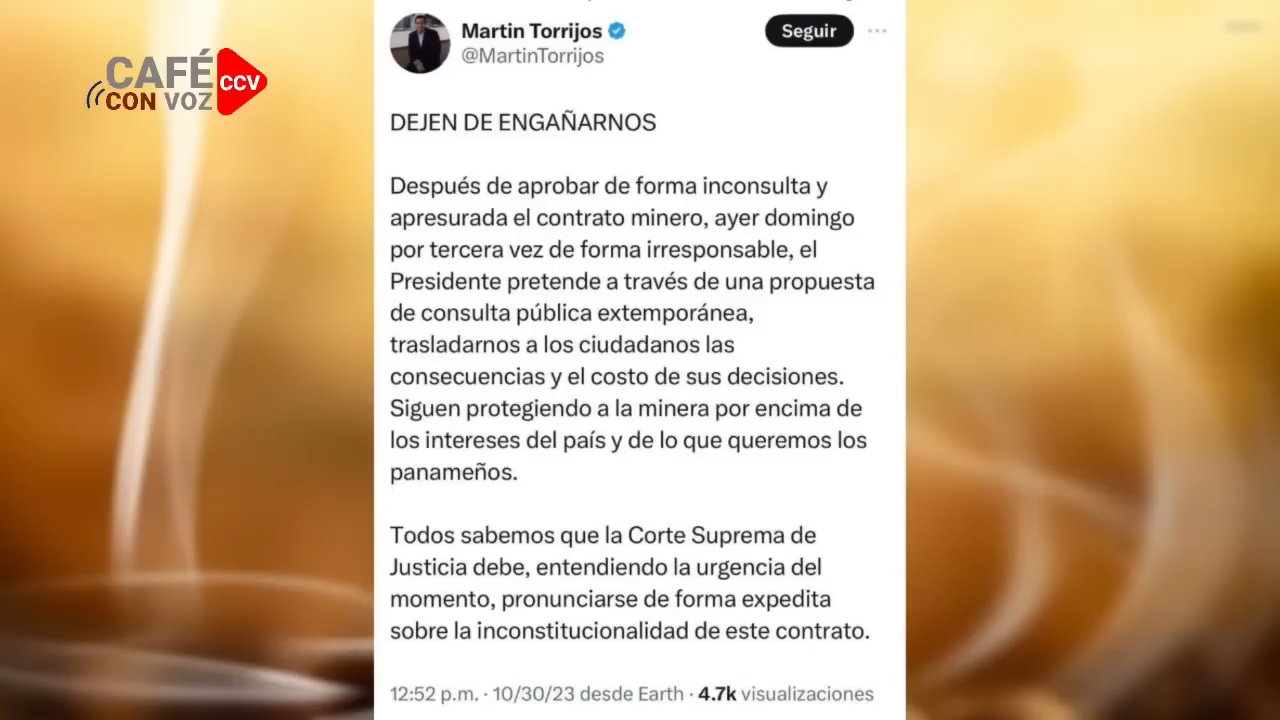 CAFÉ
CON VOZ
CCV
Martin Torrijos
@MartinTorrijos
Seguir
DEJEN DE ENGAÑARNOS
Después de aprobar de forma inconsulta y
apresurada el contrato minero, ayer domingo
por tercera vez de forma irresponsable, el
Presidente pretende a través de una propuesta
de consulta pública extemporánea,
trasladarnos a los ciudadanos las
consecuencias y el costo de sus decisiones.
Siguen protegiendo a la minera por encima de
los intereses del país y de lo que queremos los
panameños.
Todos sabemos que la Corte Suprema de
Justicia debe, entendiendo la urgencia del
momento, pronunciarse de forma expedita
sobre la inconstitucionalidad de este contrato.
12:52 p.m. · 10/30/23 desde Earth · 4.7k visualizaciones